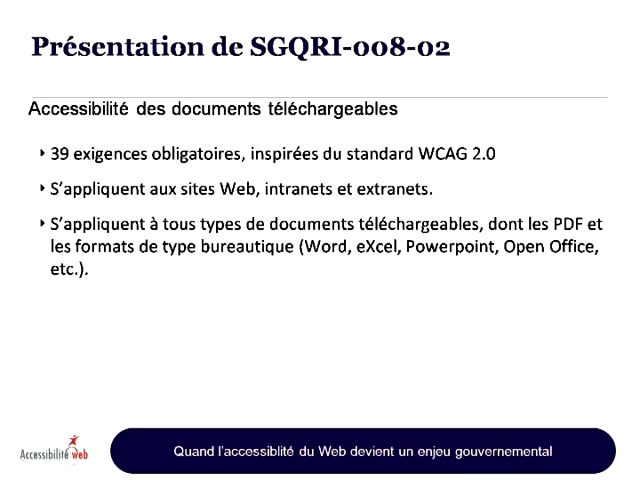 Présentation de SGQRI-008-02
Accessibilité des documents téléchargeables
‣ 39 exigences obligatoires, inspirées du standard WCAG 2.0
‣ S’appliquent aux sites Web, intranets et extranets.
‣ S’appliquent à tous types de documents téléchargeables, dont les PDF et
les formats de type bureautique (Word, eXcel, Powerpoint, Open Office,
etc.).
Accessibilité web
Quand l’accessiblité du Web devient un enjeu gouvernemental